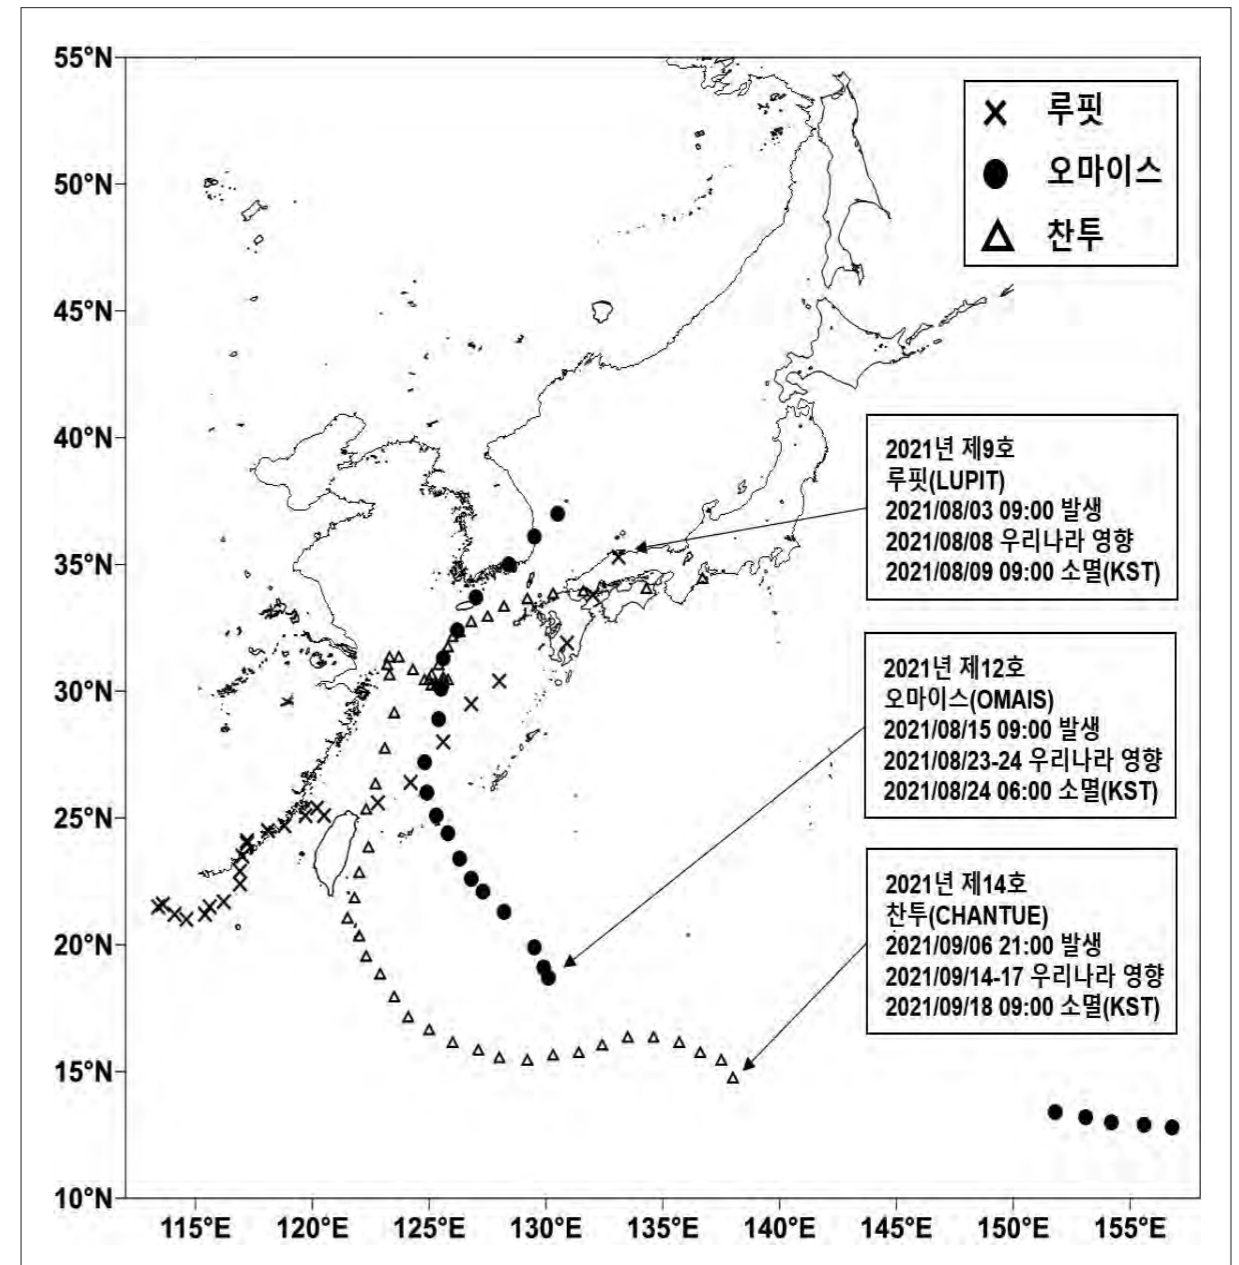 55°N
50°N
45°N
40°N
35°N
30°N
25°N
20°N
15°N
10°N
115°E
120°E
125°E
130°E
135°E
140°E
145°E
150°E
155°E
루핏
오마이스
찬투
2021년 제9호
루핏(LUPIT)
2021/08/03 09:00 발생
2021/08/08 우리나라 영향
2021/08/09 09:00 소멸(KST)
2021년 제12호
오마이스(OMAIS)
2021/08/15 09:00 발생
2021/08/23-24 우리나라 영향
2021/08/24 06:00 소멸(KST)
2021년 제14호
찬투(CHANTUE)
2021/09/06 21:00 발생
2021/09/14-17 우리나라 영향
2021/09/18 09:00 소멸(KST)